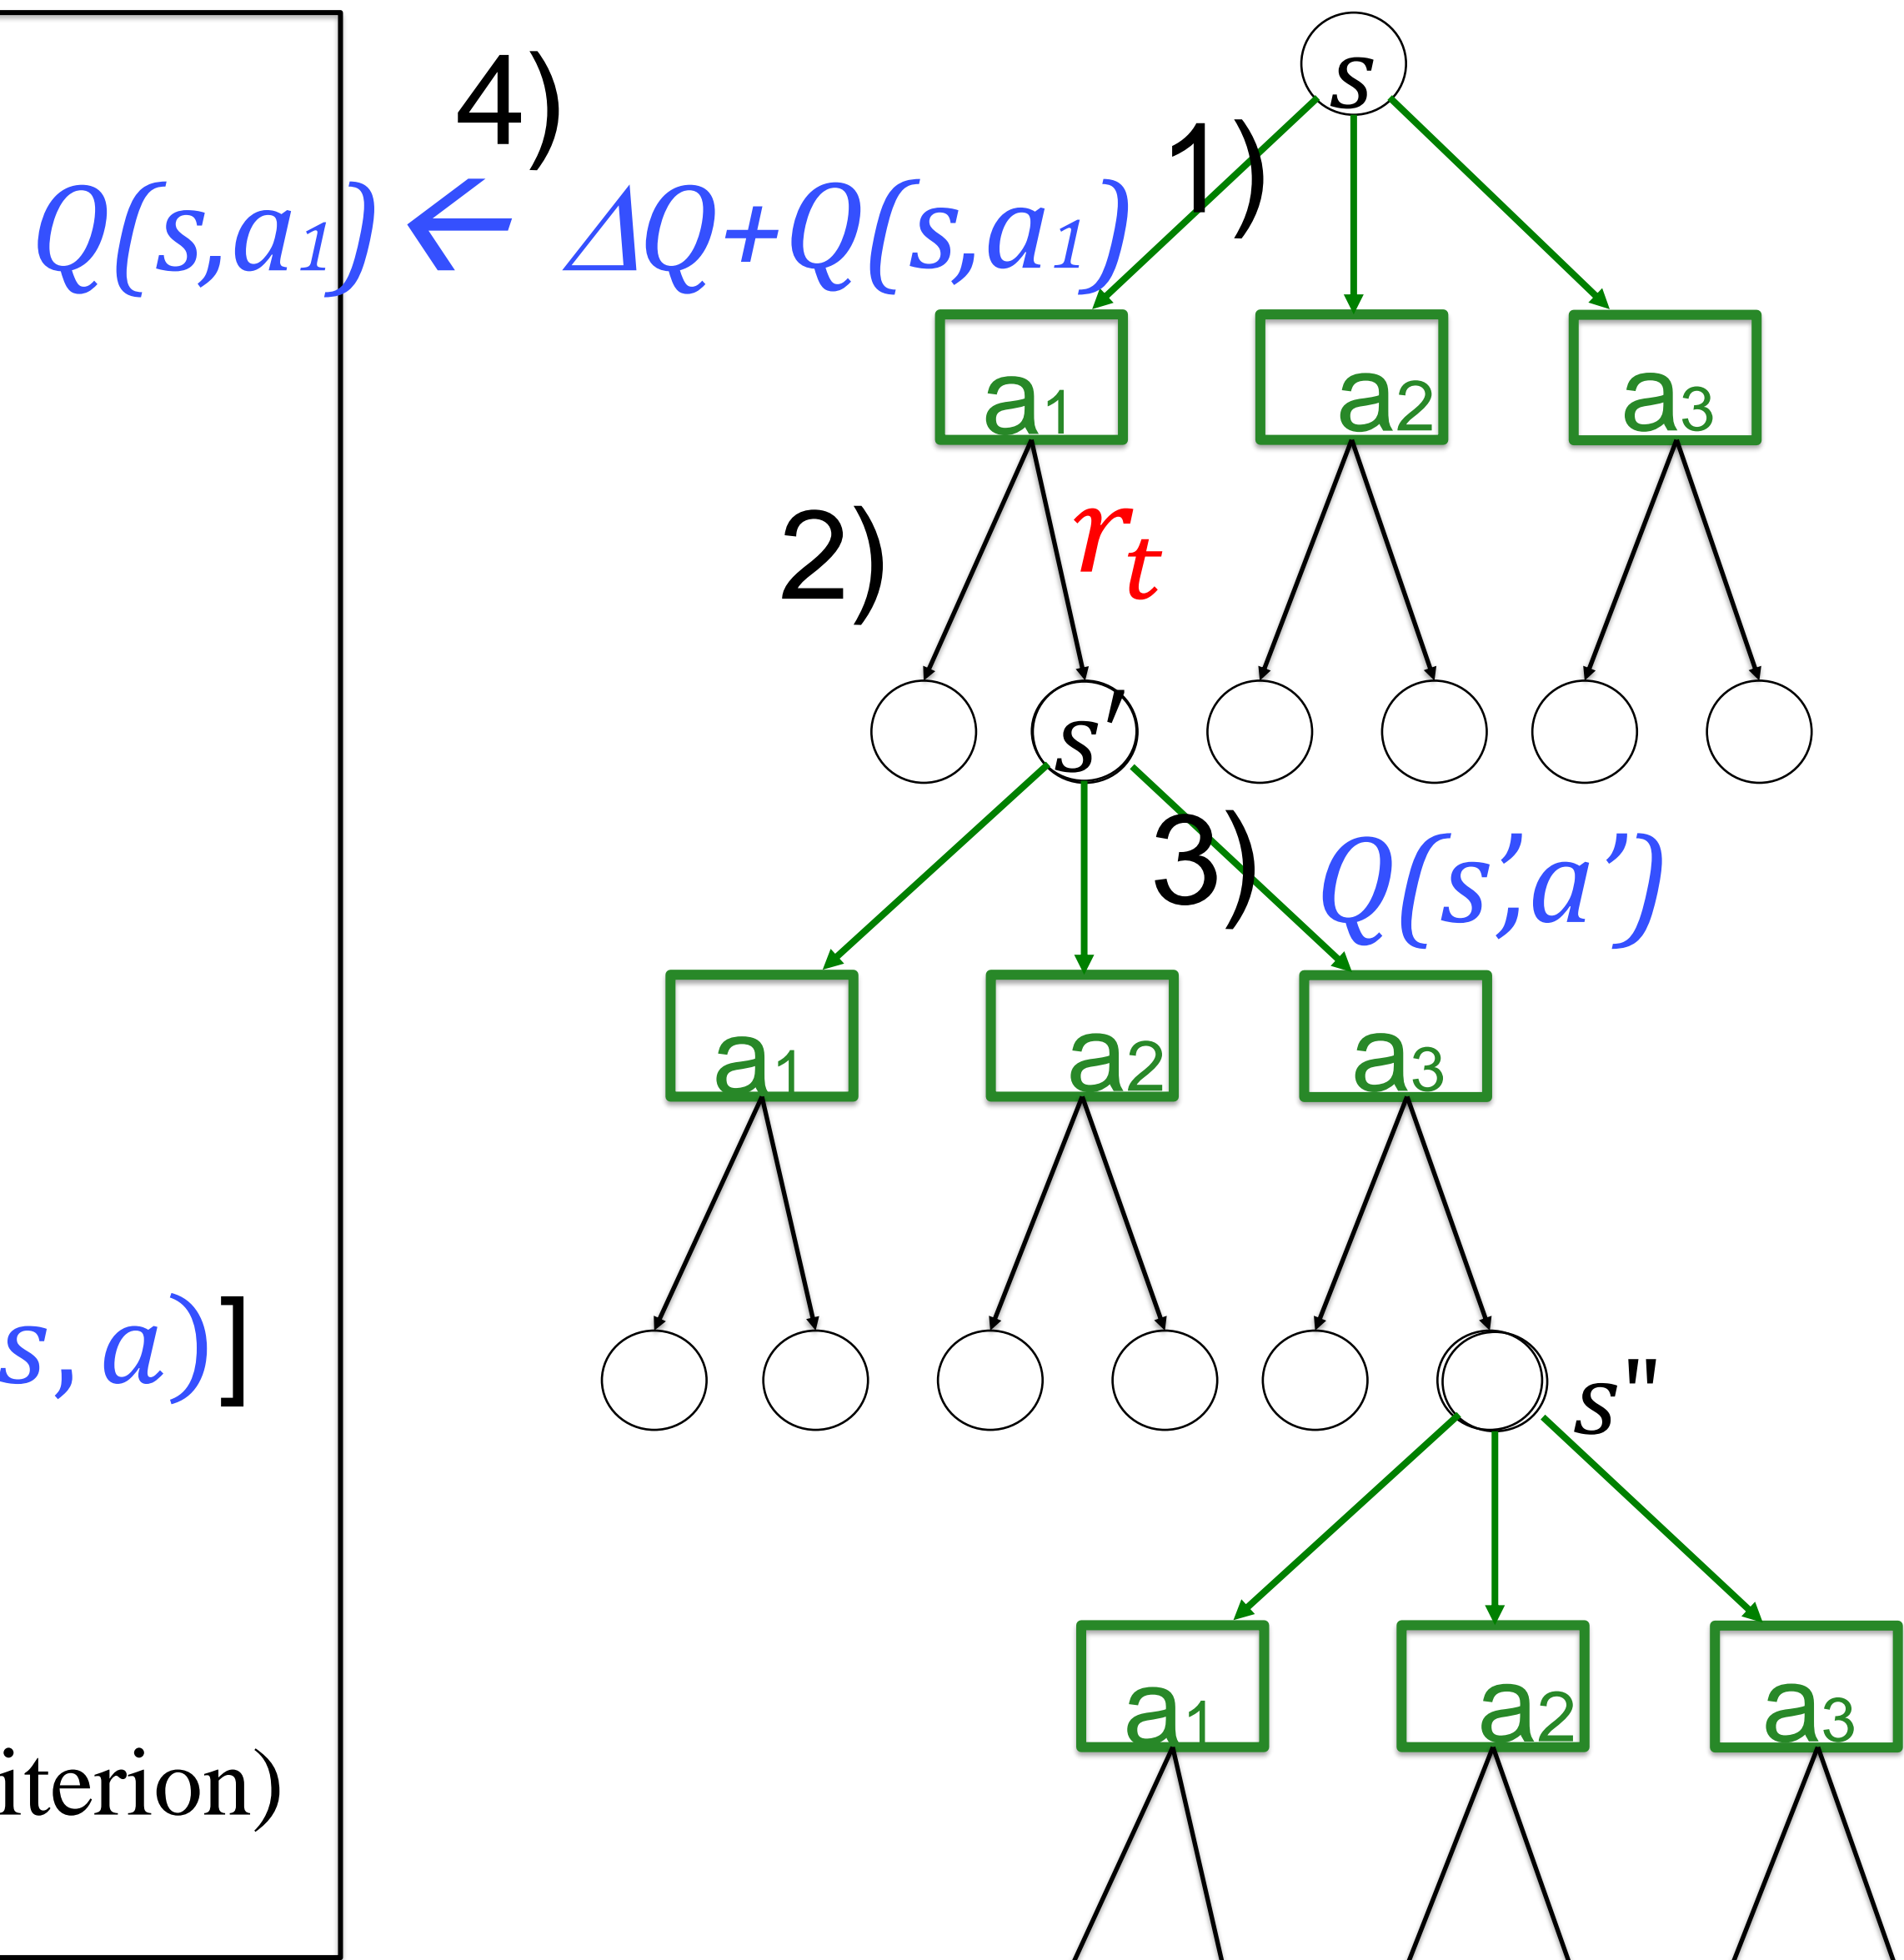 s
4)
1)
Q(s,a₁) ← ΔQ+Q(s,a₁)
a₁ a₂ a₃
2)
rₜ
s'
3)
Q(s',a')
a₁ a₂ a₃
s, a)]
s"
a₁ a₂ a₃
iterion)